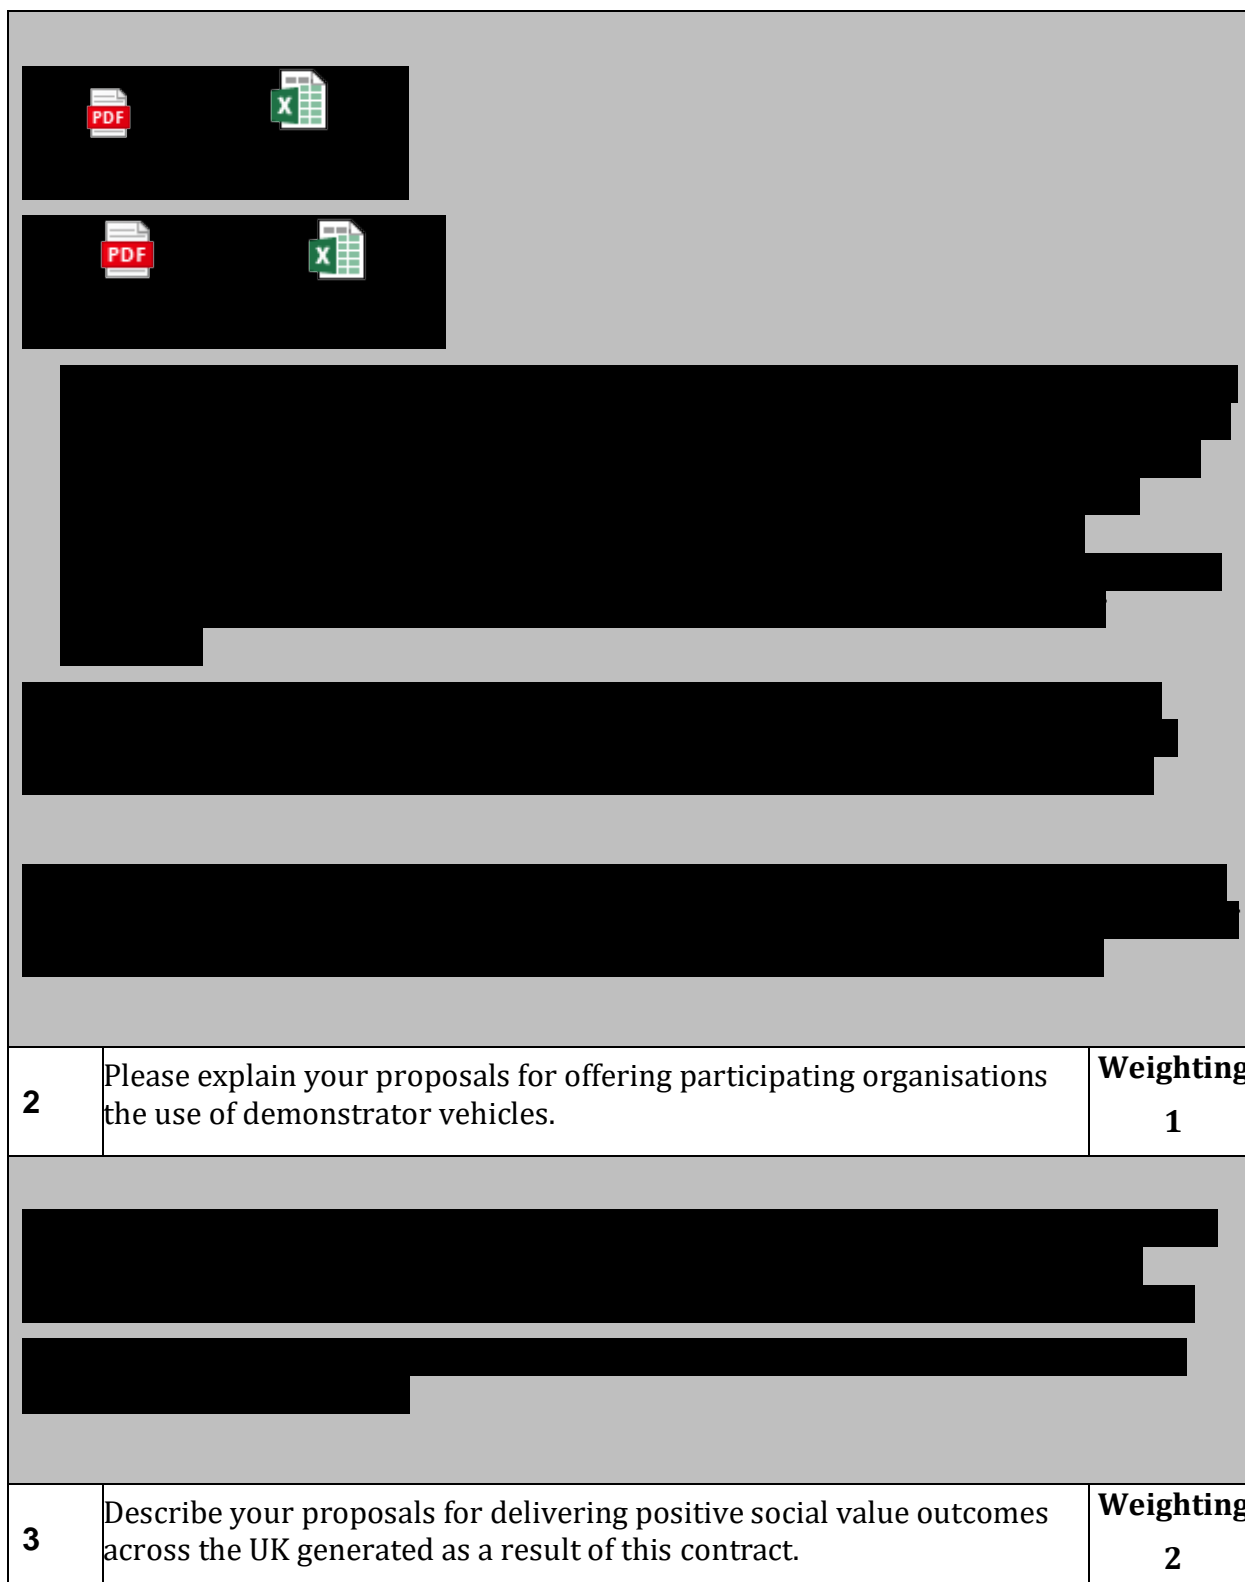 PDF
X
PDF
X
2
Please explain your proposals for offering participating organisations
the use of demonstrator vehicles.
Weighting
1
3
Describe your proposals for delivering positive social value outcomes
across the UK generated as a result of this contract.
Weighting
2